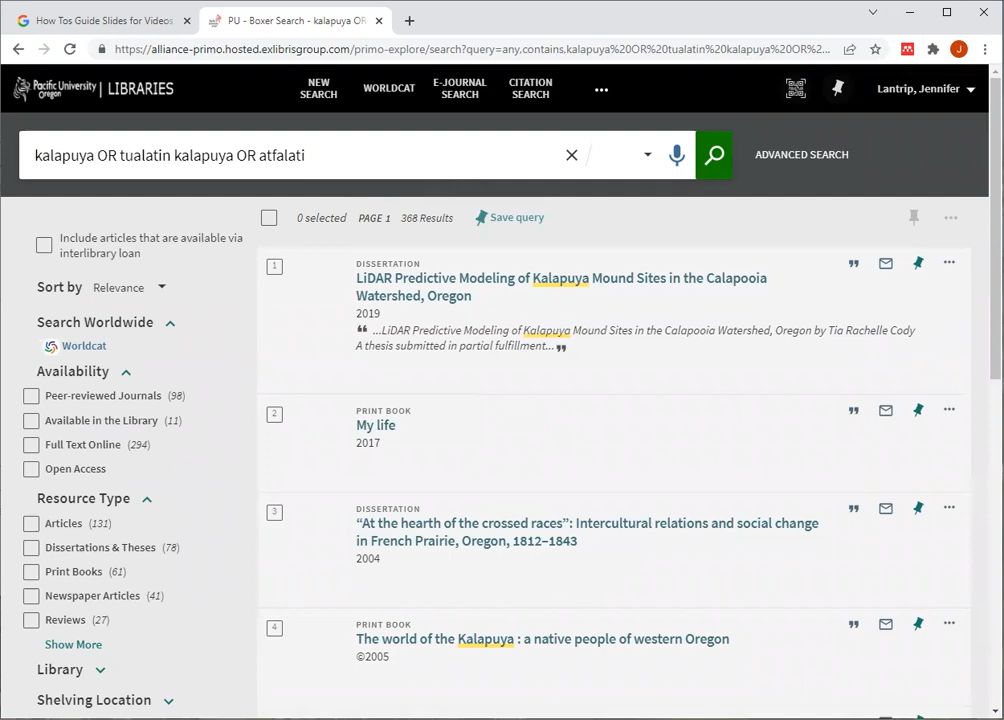 How Tos Guide Slides for Videos
PU - Boxer Search - kalapuya OR
https://alliance-primo.hosted.exlibrisgroup.com/primo-explore/search?query=any,contains,kalapuya%20OR%20tualatin%20kalapuya%20OR%...
J
Pacific University Oregon | LIBRARIES
NEW SEARCH
WORLDCAT
E-JOURNAL SEARCH
CITATION SEARCH
...
Lantrip, Jennifer
kalapuya OR tualatin kalapuya OR atfalati
ADVANCED SEARCH
0 selected PAGE 1 368 Results Save query
Include articles that are available via
interlibrary loan
Sort by Relevance
Search Worldwide
Worldcat
Availability
Peer-reviewed Journals (98)
Available in the Library (11)
Full Text Online (294)
Open Access
Resource Type
Articles (131)
Dissertations & Theses (78)
Print Books (61)
Newspaper Articles (41)
Reviews (27)
Show More
Library
Shelving Location
1
DISSERTATION
LiDAR Predictive Modeling of Kalapuya Mound Sites in the Calapooia
Watershed, Oregon
2019
...LiDAR Predictive Modeling of Kalapuya Mound Sites in the Calapooia Watershed, Oregon by Tia Rachelle Cody
A thesis submitted in partial fulfillment...
2
PRINT BOOK
My life
2017
3
DISSERTATION
“At the hearth of the crossed races”: Intercultural relations and social change
in French Prairie, Oregon, 1812–1843
2004
4
PRINT BOOK
The world of the Kalapuya : a native people of western Oregon
©2005